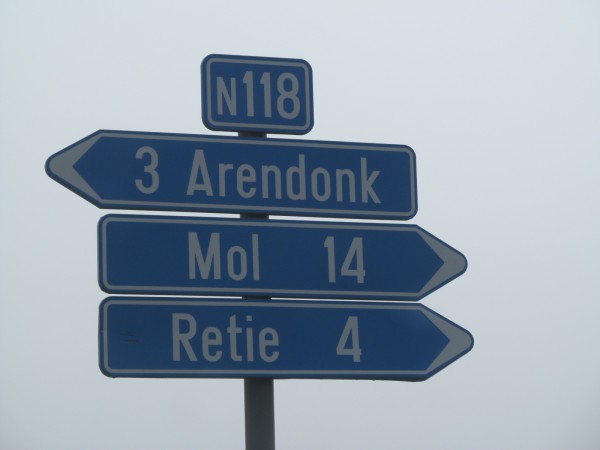 N118
3 Arendonk
Mol 14
Retie 4